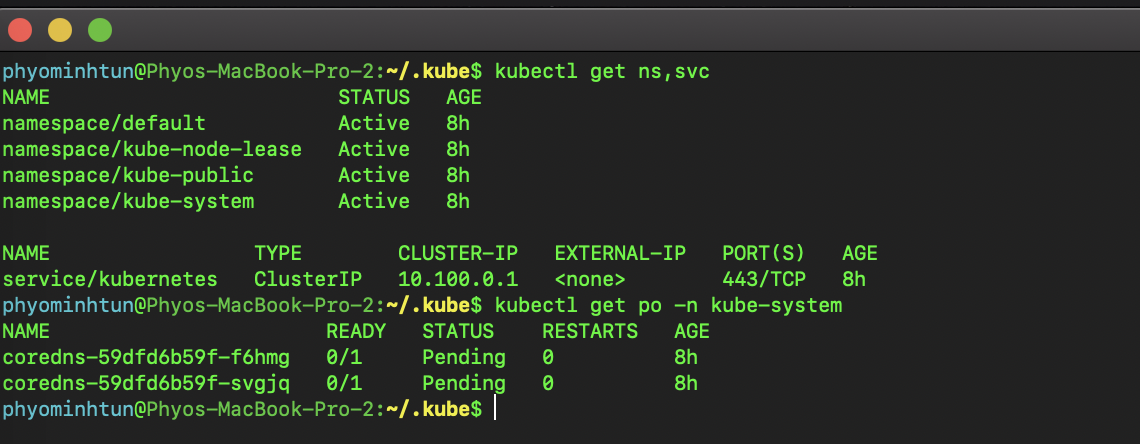 phyominhtun@Phyos-MacBook-Pro-2:~/.kube$ kubectl get ns,svc
NAME                        STATUS   AGE
namespace/default           Active   8h
namespace/kube-node-lease   Active   8h
namespace/kube-public       Active   8h
namespace/kube-system       Active   8h

NAME                 TYPE        CLUSTER-IP   EXTERNAL-IP   PORT(S)   AGE
service/kubernetes   ClusterIP   10.100.0.1   <none>        443/TCP   8h
phyominhtun@Phyos-MacBook-Pro-2:~/.kube$ kubectl get po -n kube-system
NAME                       READY   STATUS    RESTARTS   AGE
coredns-59dfd6b59f-f6hmg   0/1     Pending   0          8h
coredns-59dfd6b59f-svgjq   0/1     Pending   0          8h
phyominhtun@Phyos-MacBook-Pro-2:~/.kube$